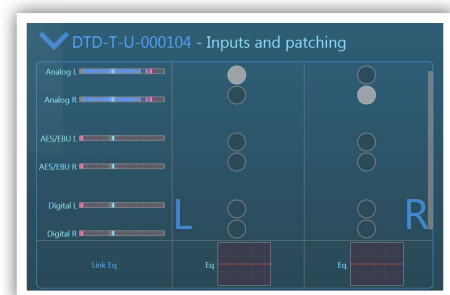 DTD-T-U-000104 - Inputs and patching
Analog L
Analog R
AES/EBU L
AES/EBU R
Digital L
Digital R
L
R
Link Eq
Eq
Eq